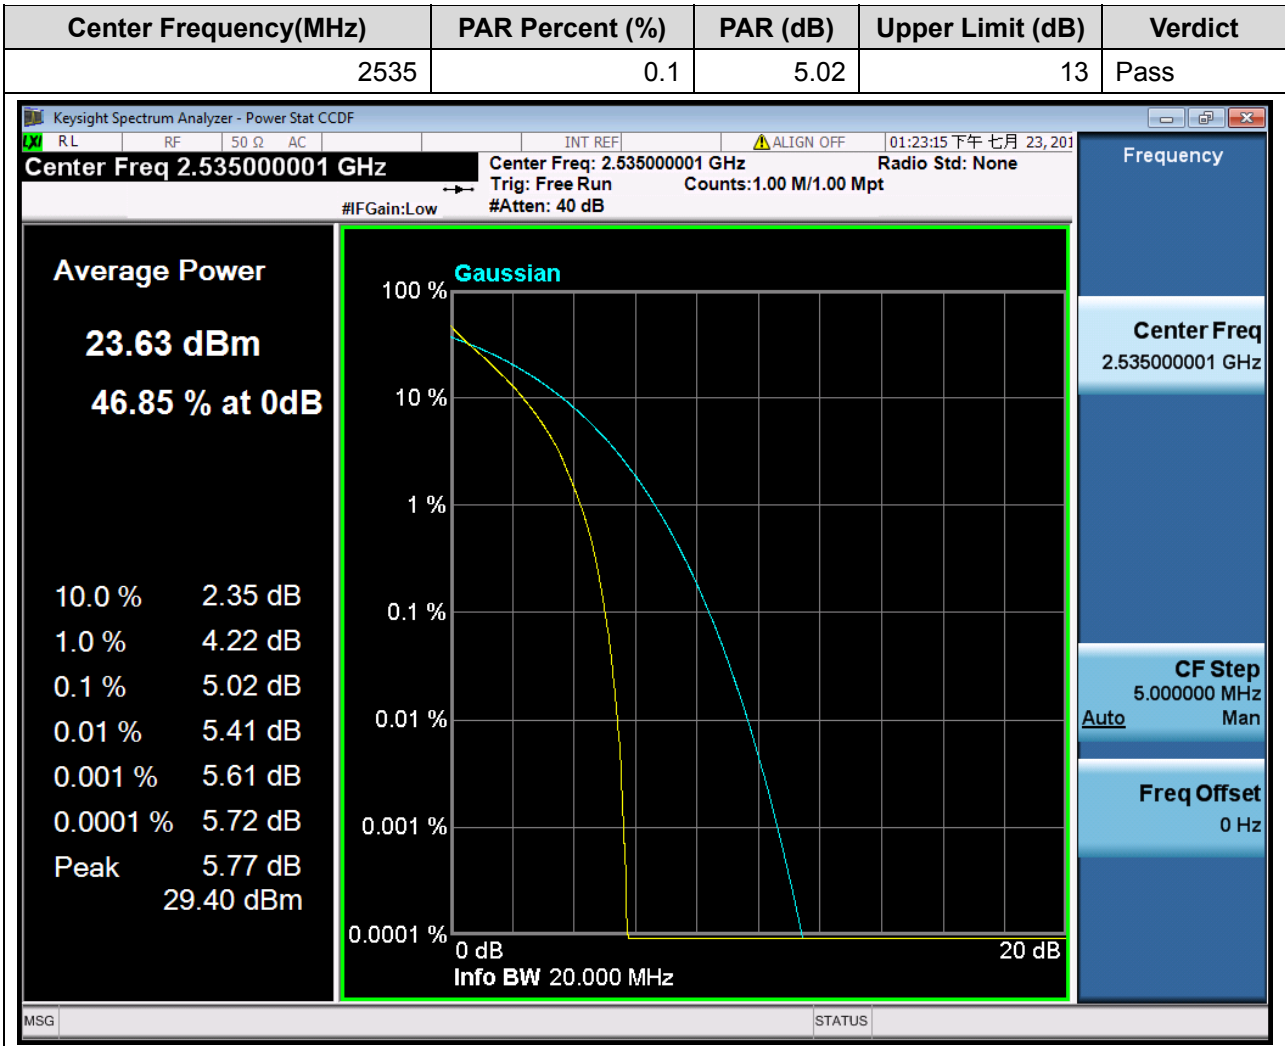 Center Frequency(MHz) PAR Percent (%) PAR (dB) Upper Limit (dB) Verdict
2535 0.1 5.02 13 Pass
Keysight Spectrum Analyzer - Power Stat CCDF
LXI RL RF 50 Ω AC INT REF ALIGN OFF 01:23:15 下午 七月 23, 201
Center Freq 2.535000001 GHz
Center Freq: 2.535000001 GHz Radio Std: None
Trig: Free Run Counts:1.00 M/1.00 Mpt
#IFGain:Low #Atten: 40 dB
Average Power
23.63 dBm
46.85 % at 0dB
10.0 % 2.35 dB
1.0 % 4.22 dB
0.1 % 5.02 dB
0.01 % 5.41 dB
0.001 % 5.61 dB
0.0001 % 5.72 dB
Peak 5.77 dB
29.40 dBm
Gaussian
100 %
10 %
1 %
0.1 %
0.01 %
0.001 %
0.0001 %
0 dB 20 dB
Info BW 20.000 MHz
Frequency
Center Freq
2.535000001 GHz
CF Step
5.000000 MHz
Auto Man
Freq Offset
0 Hz
MSG STATUS